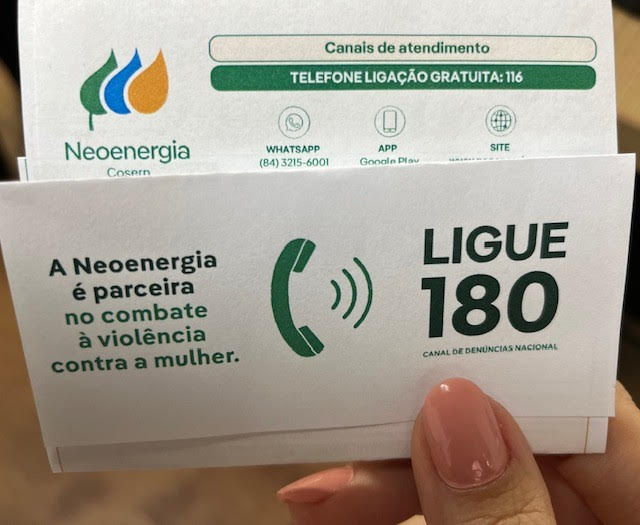 Canais de atendimento
TELEFONE LIGAÇÃO GRATUITA: 116
Neoenergia
Cosern
WHATSAPP
(84) 3215-6001
APP
Google Play
SITE
A Neoenergia
é parceira
no combate
à violência
contra a mulher.
LIGUE
180
CANAL DE DENÚNCIAS NACIONAL